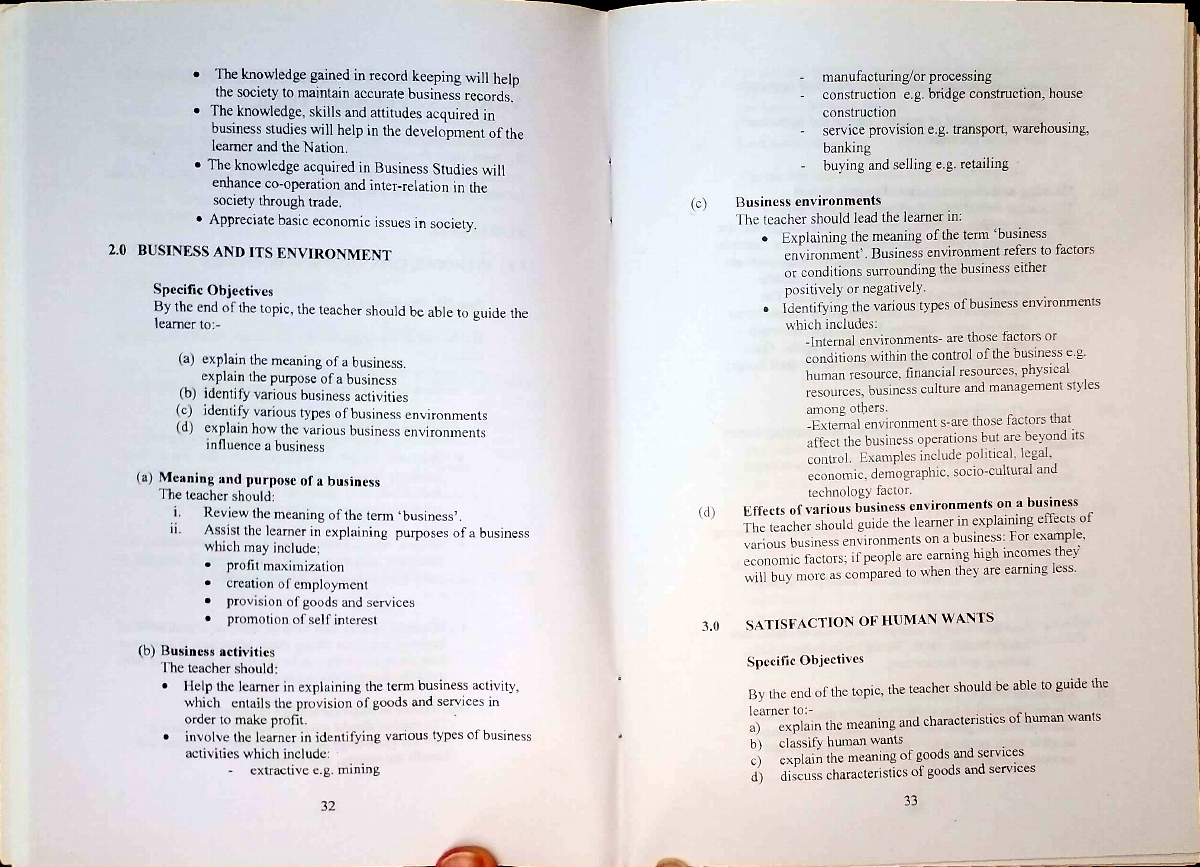 • The knowledge gained in record keeping will help
the society to maintain accurate business records.
• The knowledge, skills and attitudes acquired in
business studies will help in the development of the
learner and the Nation.
• The knowledge acquired in Business Studies will
enhance co-operation and inter-relation in the
society through trade.
• Appreciate basic economic issues in society.
2.0 BUSINESS AND ITS ENVIRONMENT
Specific Objectives
By the end of the topic, the teacher should be able to guide the
learner to:-
(a) explain the meaning of a business.
explain the purpose of a business
(b) identify various business activities
(c) identify various types of business environments
(d) explain how the various business environments
influence a business
(a) Meaning and purpose of a business
The teacher should:
i. Review the meaning of the term ‘business’.
ii. Assist the learner in explaining purposes of a business
which may include;
• profit maximization
• creation of employment
• provision of goods and services
• promotion of self interest
(b) Business activities
The teacher should:
• Help the learner in explaining the term business activity,
which entails the provision of goods and services in
order to make profit.
• involve the learner in identifying various types of business
activities which include:
- extractive e.g. mining
32
- manufacturing/or processing
- construction e.g. bridge construction, house
construction
- service provision e.g. transport, warehousing,
banking
- buying and selling e.g. retailing
(c) Business environments
The teacher should lead the learner in:
• Explaining the meaning of the term ‘business
environment’. Business environment refers to factors
or conditions surrounding the business either
positively or negatively.
• Identifying the various types of business environments
which includes:
-Internal environments- are those factors or
conditions within the control of the business e.g.
human resource, financial resources, physical
resources, business culture and management styles
among others.
-External environment s-are those factors that
affect the business operations but are beyond its
control. Examples include political, legal,
economic, demographic, socio-cultural and
technology factor.
(d) Effects of various business environments on a business
The teacher should guide the learner in explaining effects of
various business environments on a business: For example,
economic factors; if people are earning high incomes they
will buy more as compared to when they are earning less.
3.0 SATISFACTION OF HUMAN WANTS
Specific Objectives
By the end of the topic, the teacher should be able to guide the
learner to:-
a) explain the meaning and characteristics of human wants
b) classify human wants
c) explain the meaning of goods and services
d) discuss characteristics of goods and services
33